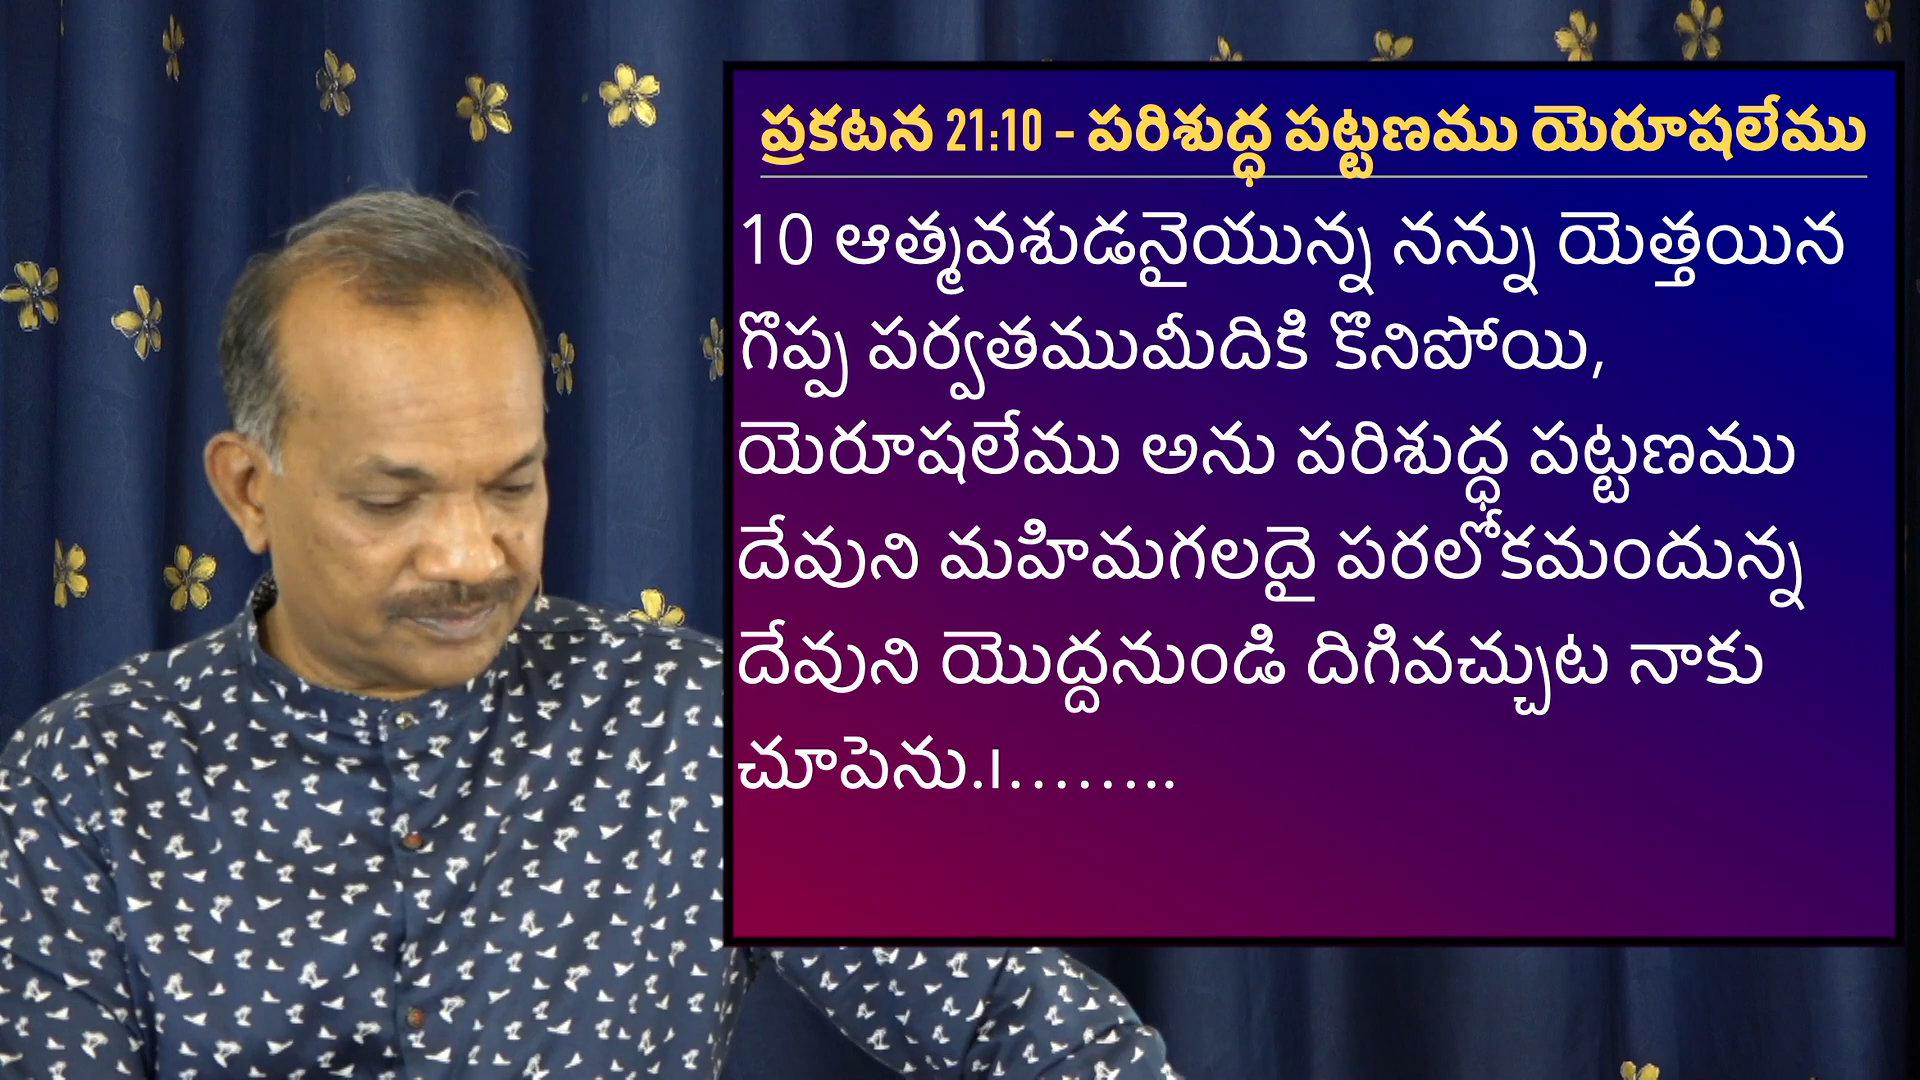 ప్రకటన 21:10 - పరిశుద్ధ పట్టణము యెరూషలేము
10 ఆత్మవశుడనైయున్న నన్ను యెత్తయిన
గొప్ప పర్వతముమీదికి కొనిపోయి,
యెరూషలేము అను పరిశుద్ధ పట్టణము
దేవుని మహిమగలదై పరలోకమందున్న
దేవుని యొద్దనుండి దిగివచ్చుట నాకు
చూపెను.।........